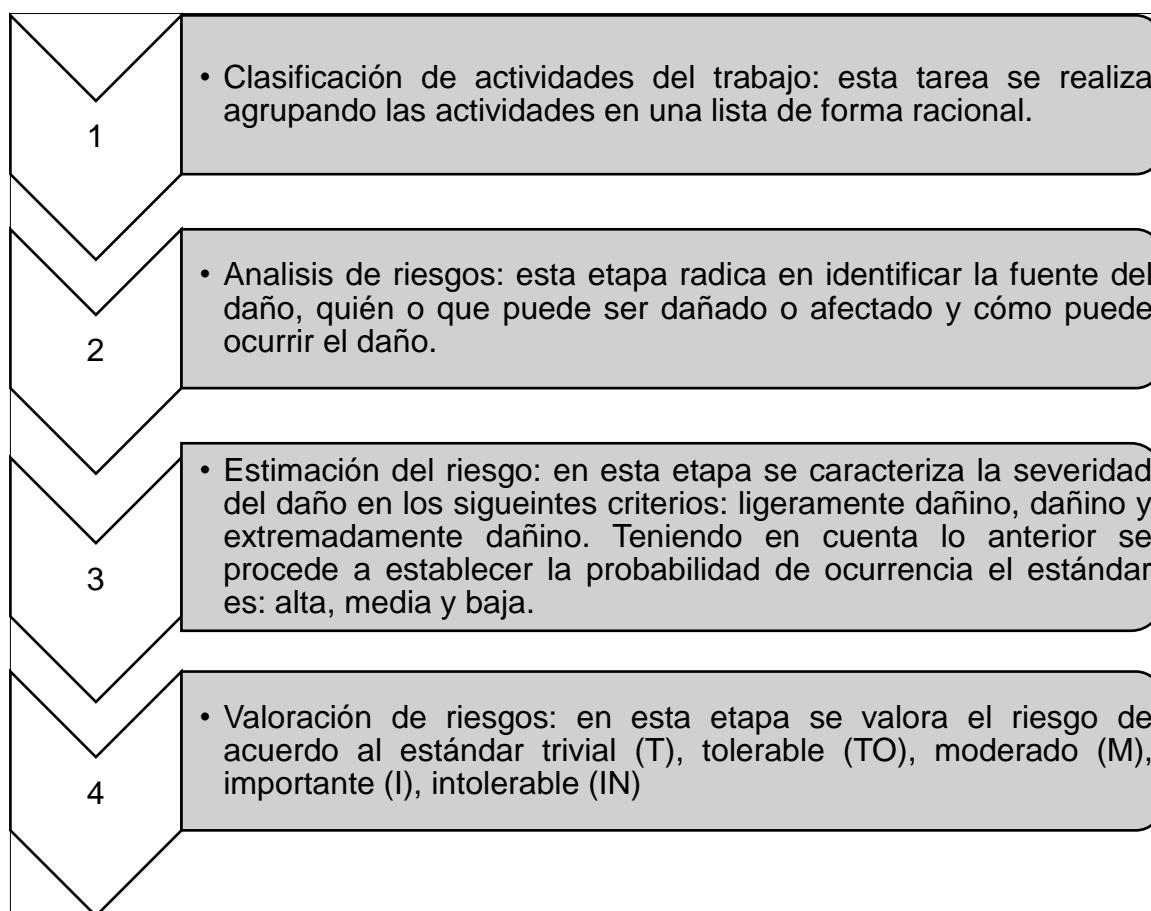 1
• Clasificación de actividades del trabajo: esta tarea se realiza
agrupando las actividades en una lista de forma racional.
2
• Analisis de riesgos: esta etapa radica en identificar la fuente del
daño, quién o que puede ser dañado o afectado y cómo puede
ocurrir el daño.
3
• Estimación del riesgo: en esta etapa se caracteriza la severidad
del daño en los sigueintes criterios: ligeramente dañino, dañino y
extremadamente dañino. Teniendo en cuenta lo anterior se
procede a establecer la probabilidad de ocurrencia el estándar
es: alta, media y baja.
4
• Valoración de riesgos: en esta etapa se valora el riesgo de
acuerdo al estándar trivial (T), tolerable (TO), moderado (M),
importante (I), intolerable (IN)